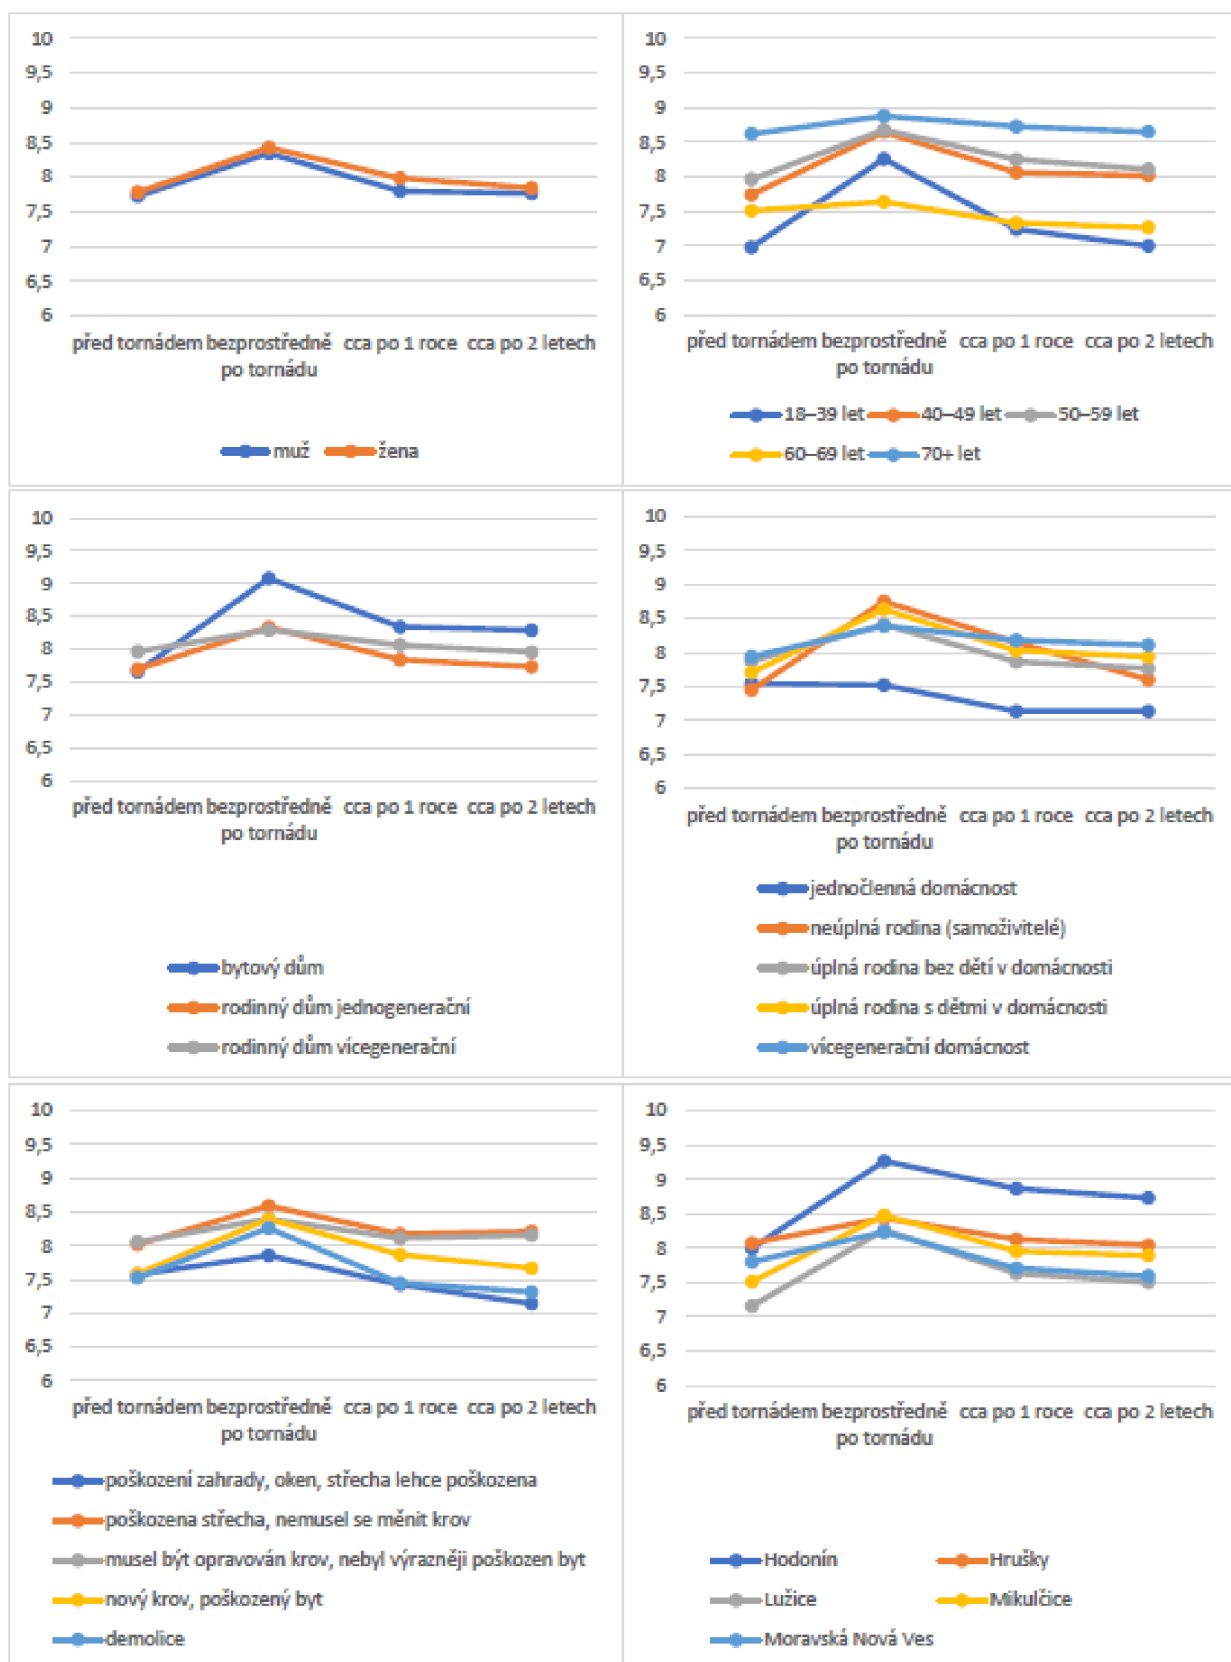 10
9,5
9
8,5
8
7,5
7
6,5
6
před tornádem bezprostředně cca po 1 roce cca po 2 letech
po tornádu
muž žena
10
9,5
9
8,5
8
7,5
7
6,5
6
před tornádem bezprostředně cca po 1 roce cca po 2 letech
po tornádu
18–39 let 40–49 let 50–59 let
60–69 let 70+ let
10
9,5
9
8,5
8
7,5
7
6,5
6
před tornádem bezprostředně cca po 1 roce cca po 2 letech
po tornádu
bytový dům
rodinný dům jednogenerační
rodinný dům vícegenerační
10
9,5
9
8,5
8
7,5
7
6,5
6
před tornádem bezprostředně cca po 1 roce cca po 2 letech
po tornádu
jednočlenná domácnost
neúplná rodina (samoživitelé)
úplná rodina bez dětí v domácnosti
úplná rodina s dětmi v domácnosti
vícegenerační domácnost
10
9,5
9
8,5
8
7,5
7
6,5
6
před tornádem bezprostředně cca po 1 roce cca po 2 letech
po tornádu
poškození zahrady, oken, střecha lehce poškozena
poškozena střecha, nemusel se měnit krov
musel být opravován krov, nebyl výrazněji poškozen byt
nový krov, poškozený byt
demolice
10
9,5
9
8,5
8
7,5
7
6,5
6
před tornádem bezprostředně cca po 1 roce cca po 2 letech
po tornádu
Hodonín Hrušky
Lužice Mikulčice
Moravská Nová Ves